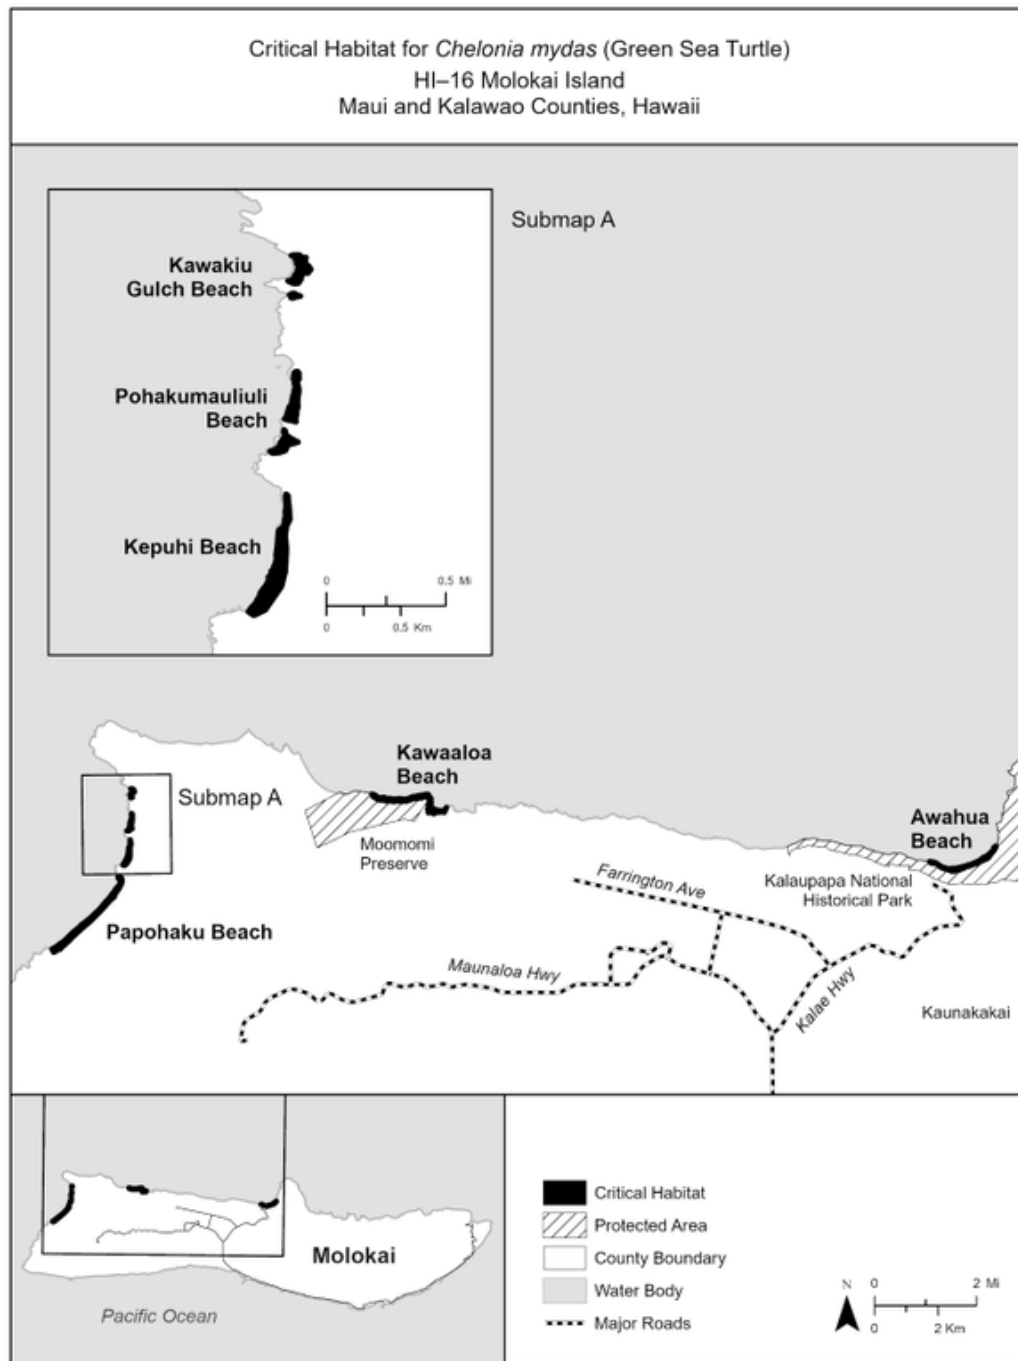 Critical Habitat for Chelonia mydas (Green Sea Turtle)
HI–16 Molokai Island
Maui and Kalawao Counties, Hawaii
Submap A
Kawakiu
Gulch Beach
Pohakumauliuli
Beach
Kepuhi Beach
0 0.5 Mi
0 0.5 Km
Kawaaloa
Beach
Submap A
Moomomi
Preserve
Awahua
Beach
Kalaupapa National
Historical Park
Farrington Ave
Papohaku Beach
Maunaloa Hwy
Kalae Hwy
Kaunakakai
Molokai
Pacific Ocean
Critical Habitat
Protected Area
County Boundary
Water Body
Major Roads
N
0 2 Mi
0 2 Km